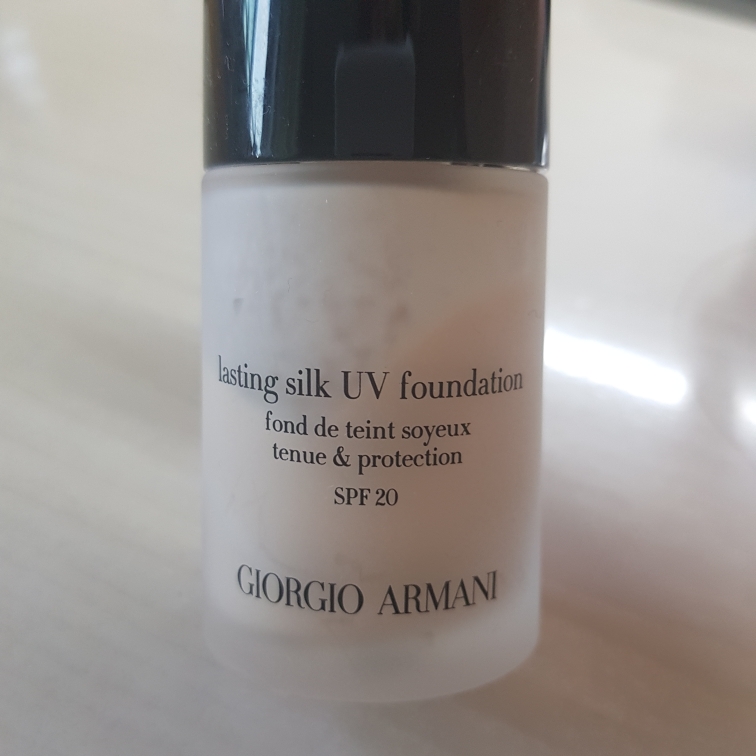 lasting silk UV foundation
fond de teint soyeux
tenue & protection
SPF 20
GIORGIO ARMANI